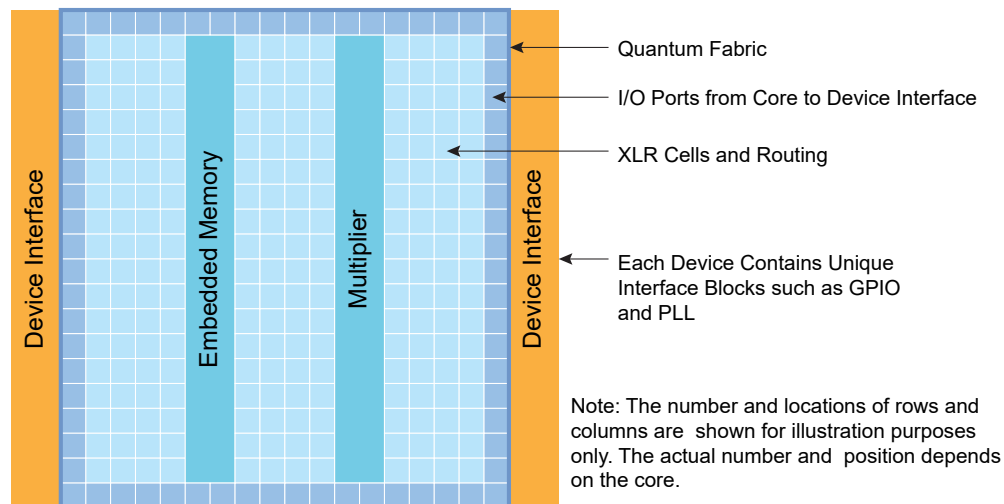 Device Interface
Embedded Memory
Multiplier
Device Interface
Quantum Fabric
I/O Ports from Core to Device Interface
XLR Cells and Routing
Each Device Contains Unique
Interface Blocks such as GPIO
and PLL
Note: The number and locations of rows and
columns are shown for illustration purposes
only. The actual number and position depends
on the core.